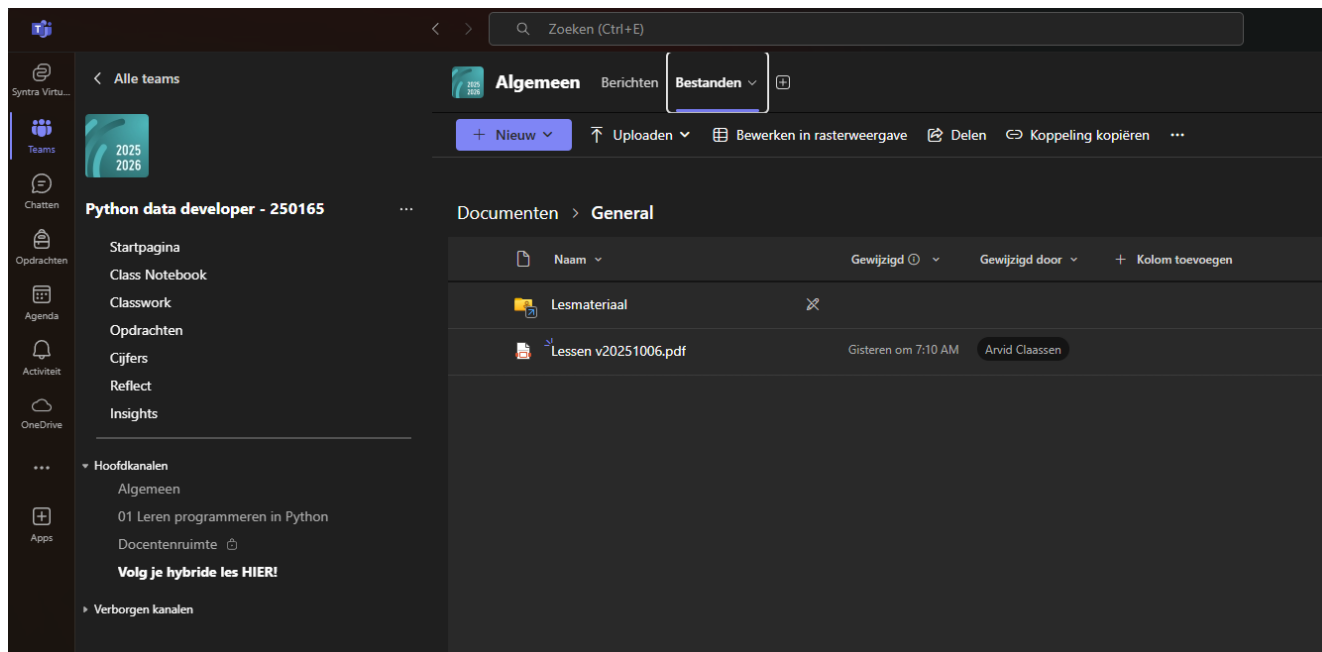 Zoeken (Ctrl+E)
Syntra Virtu...
Teams
Chatten
Opdrachten
Agenda
Activiteit
OneDrive
Apps
Alle teams
2025
2026
Python data developer - 250165
Startpagina
Class Notebook
Classwork
Opdrachten
Cijfers
Reflect
Insights
Hoofdkanalen
Algemeen
01 Leren programmeren in Python
Docentenruimte
Volg je hybride les HIER!
Verborgen kanalen
2025
2026
Algemeen Berichten Bestanden
Nieuw Uploaden Bewerken in rasterweergave Delen Koppeling kopiëren ...
Documenten > General
Naam Gewijzigd Gewijzigd door + Kolom toevoegen
Lesmateriaal
Lessen v20251006.pdf Gisteren om 7:10 AM Arvid Claassen